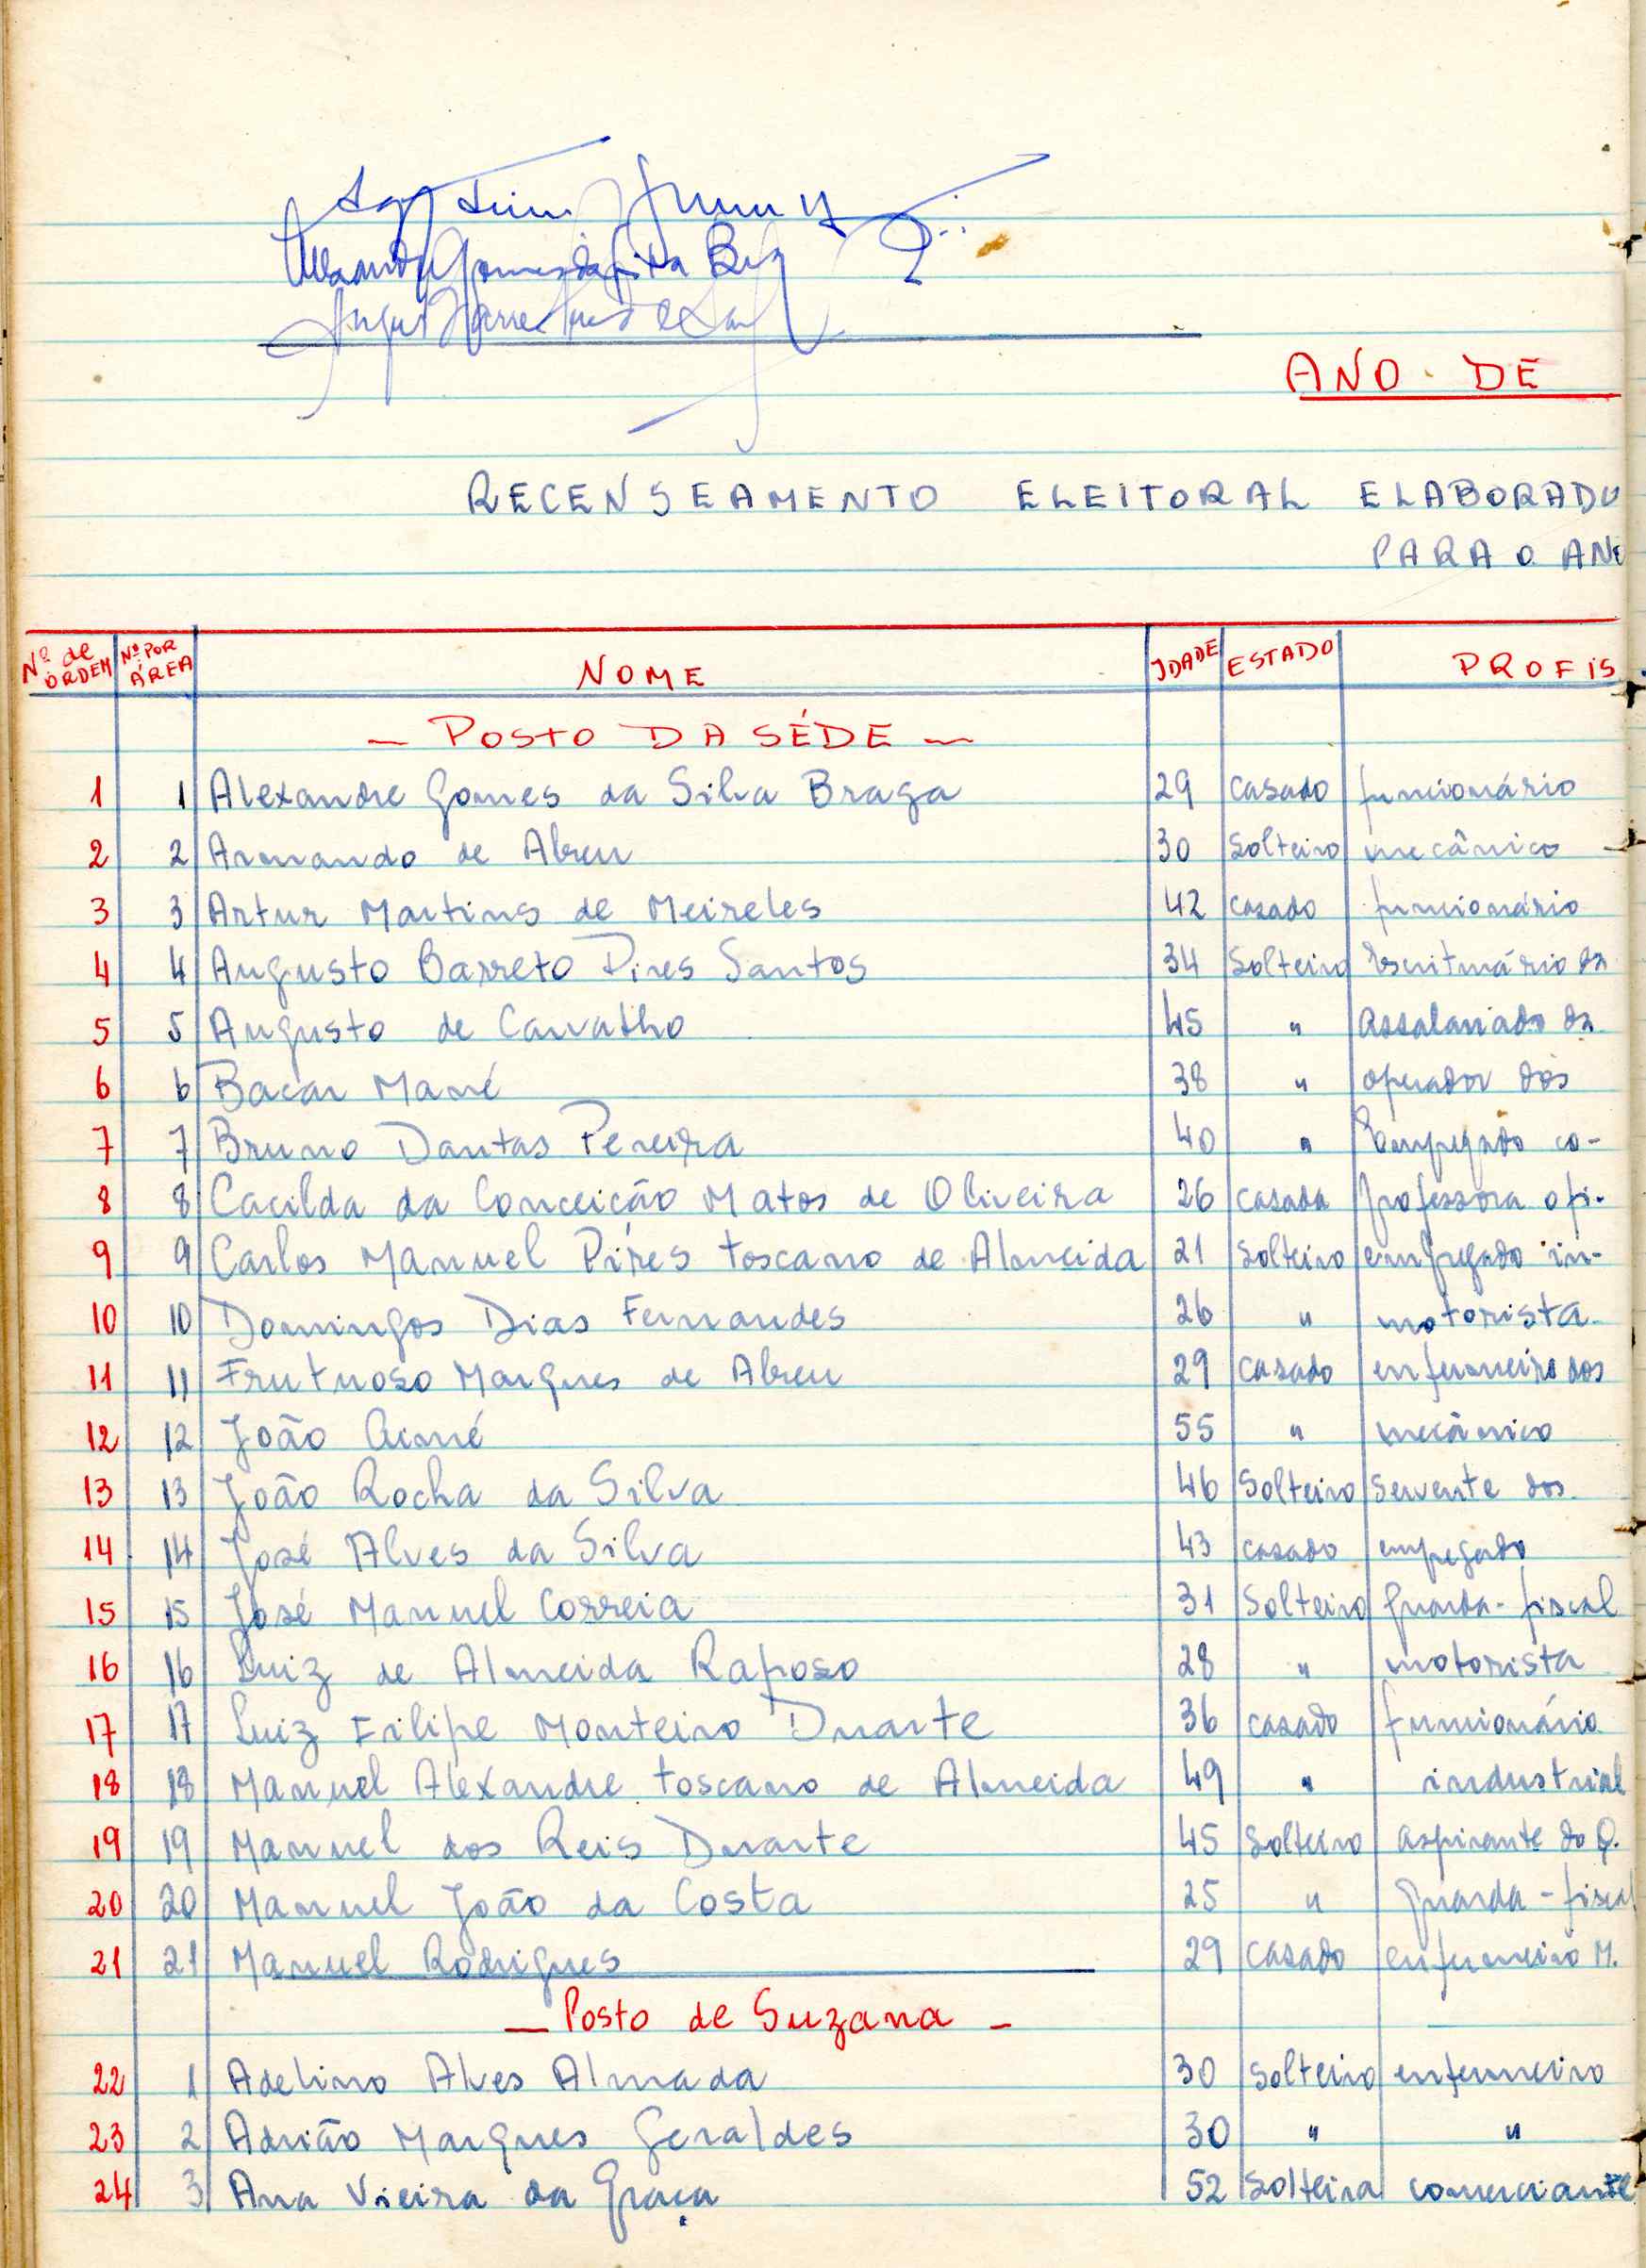 Alexandre Gomes da Silva Braga
ANO DE
RECENSEAMENTO ELEITORAL ELABORADO
PARA O ANO
Nº de ORDEM Nº POR ÁREA NOME IDADE ESTADO PROFIS
— POSTO DA SÉDE —
1 1 Alexandre Gomes da Silva Braga 29 casado funcionário
2 2 Armando de Abreu 30 Solteiro mecânico
3 3 Artur Martins de Meireles 42 casado funcionário
4 4 Augusto Barreto Pires Santos 34 Solteiro Escriturário da
5 5 Augusto de Carvalho 45 " Assalariado da
6 6 Bacar Mané 38 " operador dos
7 7 Bruno Dantas Pereira 40 " Empregado co-
8 8 Cacilda da Conceicão Matos de Oliveira 26 casada professora ofi-
9 9 Carlos Manuel Pires Toscano de Almeida 21 Solteiro empregado in-
10 10 Domingos Dias Fernandes 26 " motorista
11 11 Frutuoso Marques de Abreu 29 casado enfermeiro dos
12 12 João 55 " mecânico
13 13 João Rocha da Silva 46 Solteiro Servente dos
14 14 José Alves da Silva 43 casado empregado
15 15 José Manuel Correia 31 Solteiro Guarda-fiscal
16 16 Luiz de Almeida Raposo 28 " motorista
17 17 Luiz Filipe Monteiro Duarte 36 casado funcionário
18 18 Manuel Alexandre Toscano de Almeida 49 " industrial
19 19 Manuel dos Reis Duarte 45 Solteiro aspirante do Q.
20 20 Manuel João da Costa 25 " Guarda-fiscal
21 21 Manuel Rodrigues 29 casado enfermeiro M.
— Posto de Suzana —
22 1 Adelino Alves Almada 30 Solteiro enfermeiro
23 2 Adrião Marques Geraldes 30 " "
24 3 Ana Vieira da Graça 52 Solteira comerciante